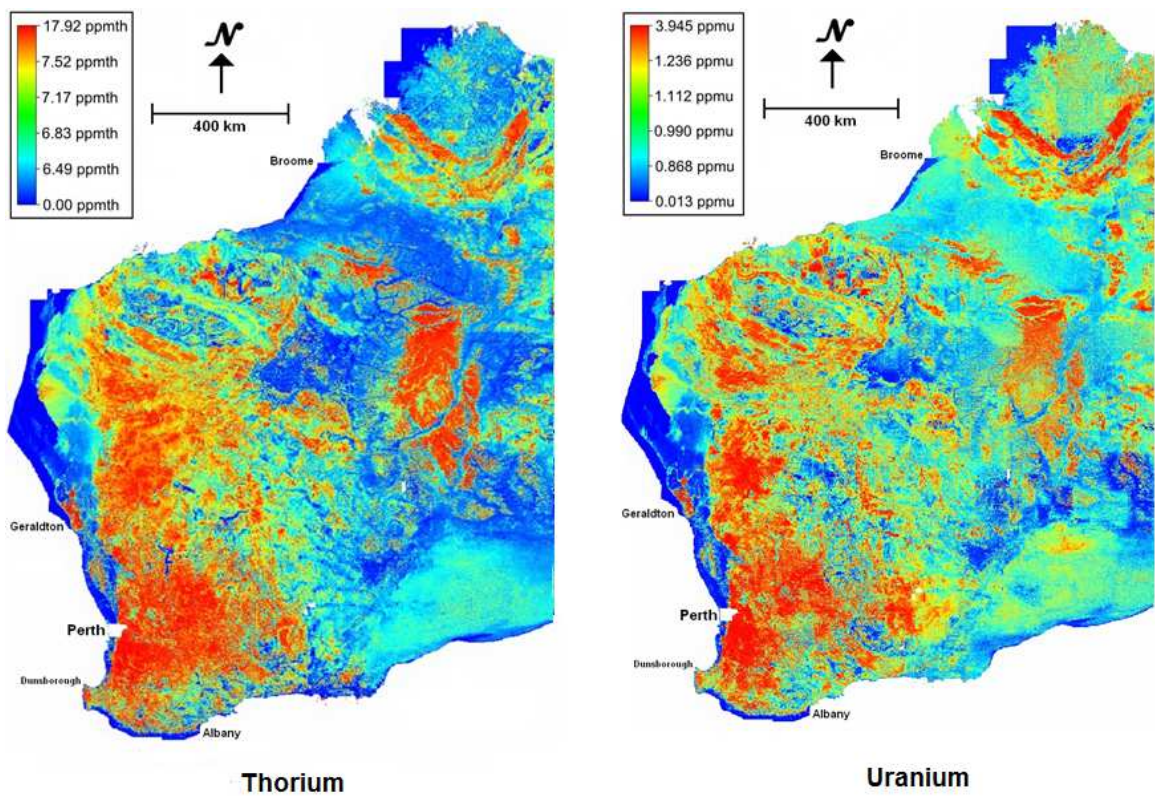 17.92 ppmth
7.52 ppmth
7.17 ppmth
6.83 ppmth
6.49 ppmth
0.00 ppmth
N
400 km
Broome
Geraldton
Perth
Dunsborough
Albany
Thorium
3.945 ppmu
1.236 ppmu
1.112 ppmu
0.990 ppmu
0.868 ppmu
0.013 ppmu
N
400 km
Broome
Geraldton
Perth
Dunsborough
Albany
Uranium